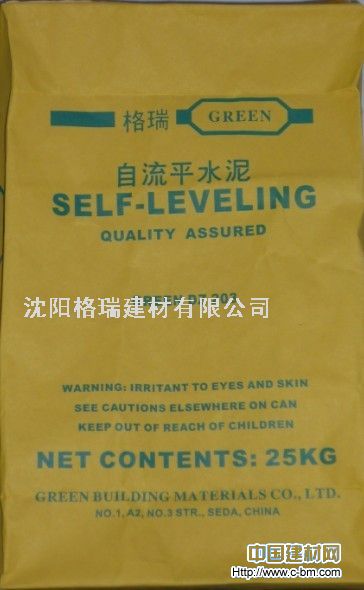 格瑞 GREEN
自流平水泥
SELF-LEVELING
QUALITY ASSURED
沈阳格瑞建材有限公司
WARNING: IRRITANT TO EYES AND SKIN
SEE CAUTIONS ELSEWHERE ON CAN
KEEP OUT OF REACH OF CHILDREN
NET CONTENTS: 25KG
GREEN BUILDING MATERIALS CO., LTD.
NO.1, A2, NO.3 STR., SEDA, CHINA
中国建材网
Http://www.c-bm.com